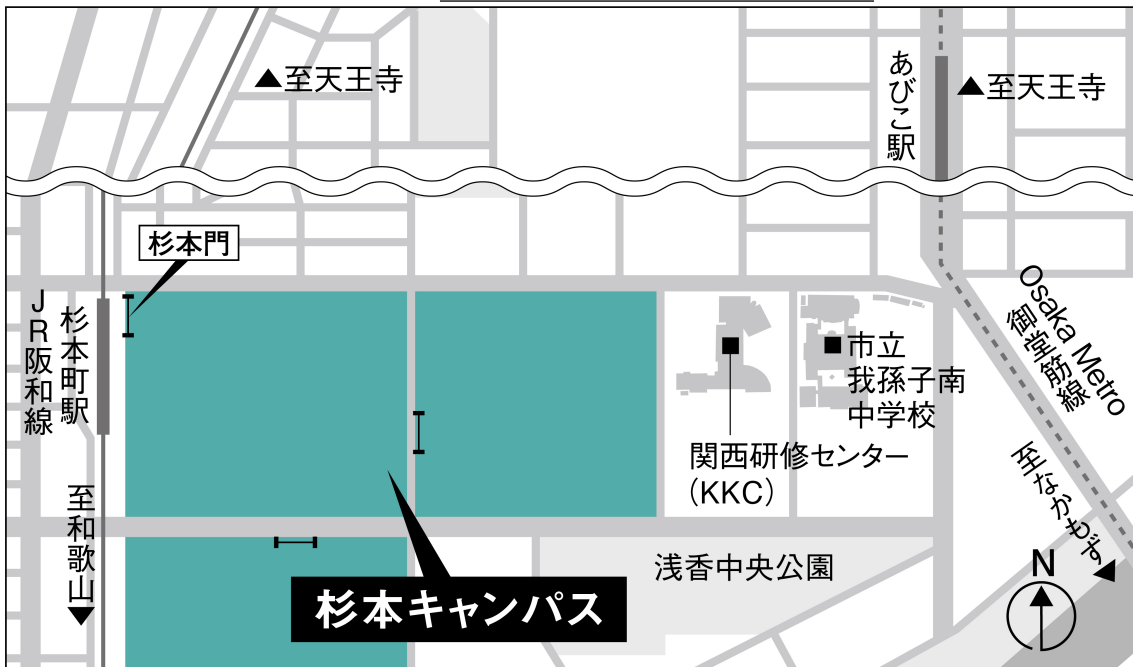 ▲至天王寺
あびこ駅
▲至天王寺
杉本門
JR阪和線
杉本町駅
至和歌山▼
市立
我孫子南
中学校
関西研修センター
(KKC)
Osaka Metro
御堂筋線
至なかもず▲
浅香中央公園
杉本キャンパス
N